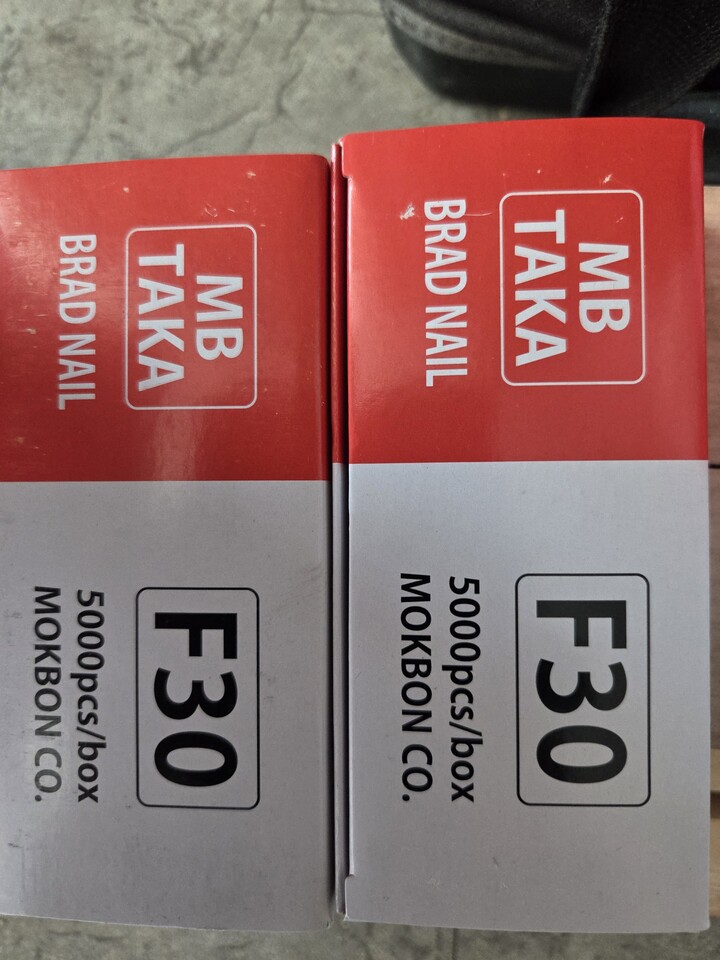 MB
TAKA
BRAD NAIL
F30
5000pcs/box
MOKBON CO.
MB
TAKA
BRAD NAIL
F30
5000pcs/box
MOKBON CO.